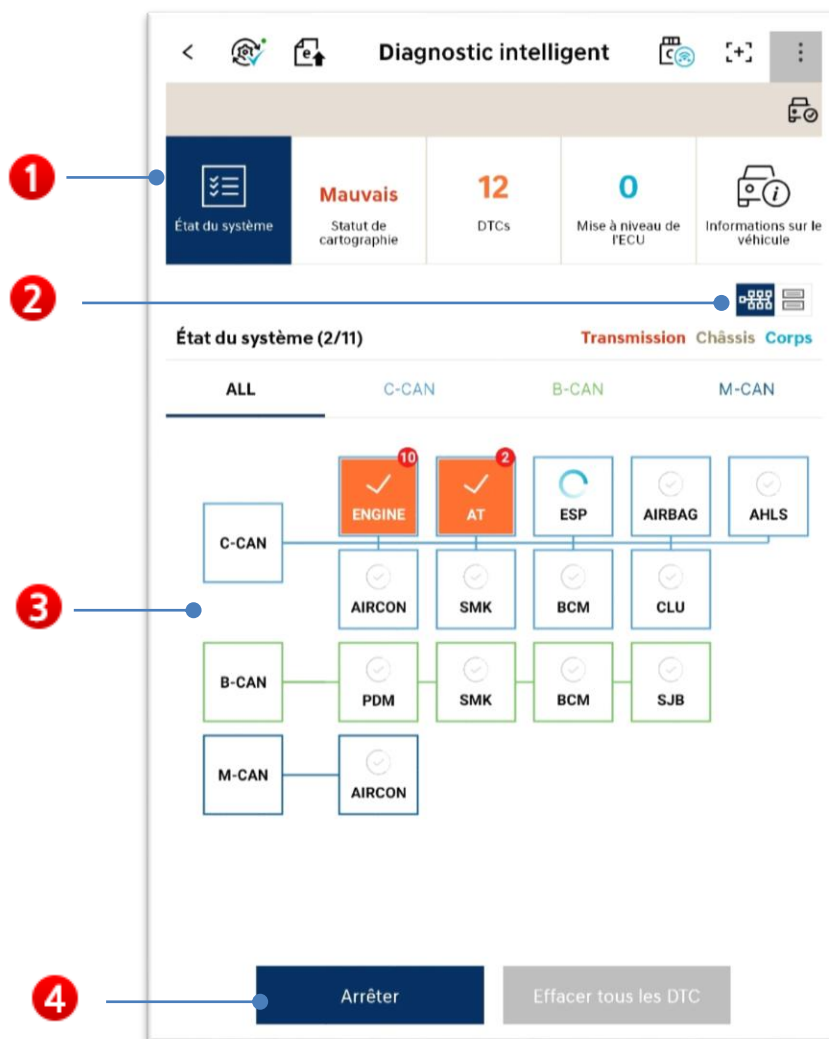 Diagnostic intelligent
1
État du système
Mauvais
Statut de
cartographie
12
DTCs
0
Mise à niveau de
l'ECU
Informations sur le
véhicule
2
État du système (2/11)
Transmission Châssis Corps
ALL C-CAN B-CAN M-CAN
10 2
ENGINE AT ESP AIRBAG AHLS
C-CAN
AIRCON SMK BCM CLU
3
B-CAN
PDM SMK BCM SJB
M-CAN
AIRCON
4
Arrêter Effacer tous les DTC